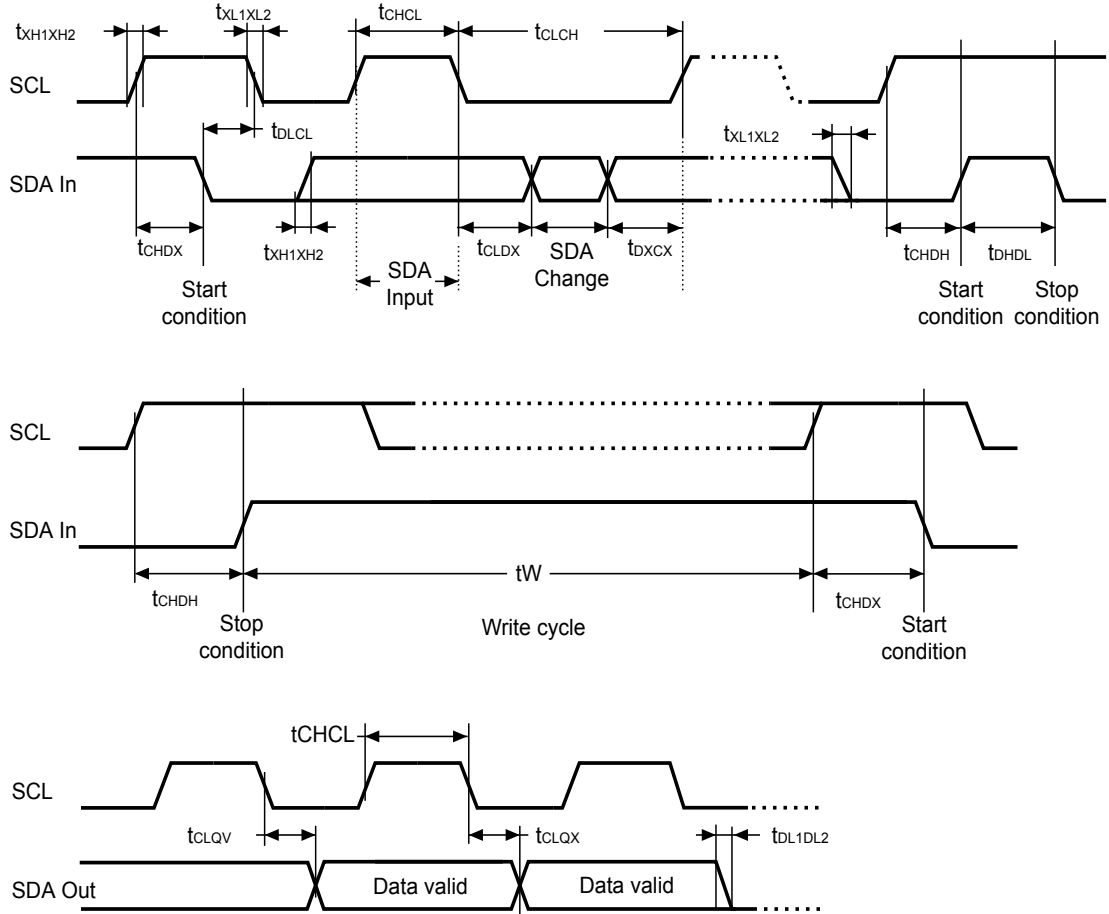 tXH1XH2
tXL1XL2
tCHCL
tCLCH
SCL
tDLCL
tXL1XL2
SDA In
tCHDX
tXH1XH2
tCLDX
SDA
Change
tDXCX
tCHDH
tDHDL
SDA
Input
Start
condition
Start
condition
Stop
condition
SCL
SDA In
tCHDH
tW
tCHDX
Stop
condition
Write cycle
Start
condition
tCHCL
SCL
tCLQV
tCLQX
tDL1DL2
SDA Out
Data valid
Data valid